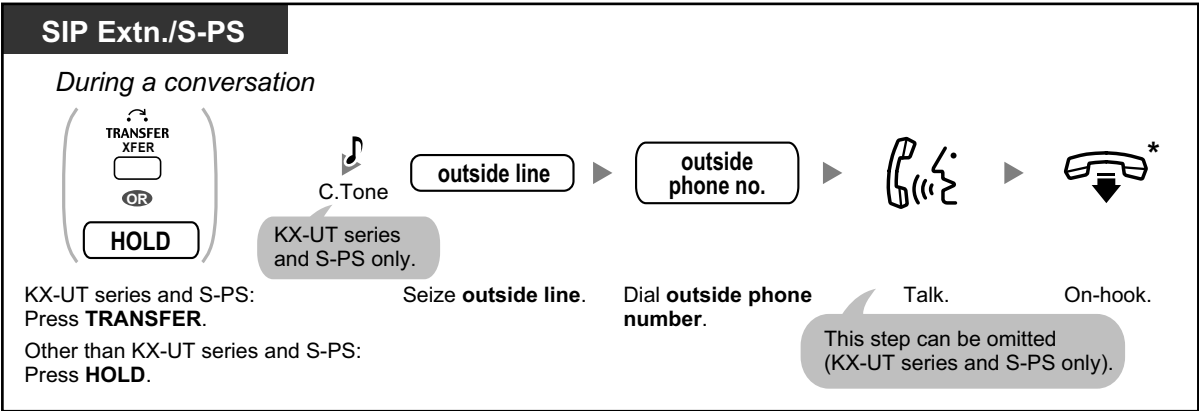 SIP Extn./S-PS
During a conversation
TRANSFER
XFER
OR
HOLD
C.Tone
KX-UT series
and S-PS only.
outside line
outside
phone no.
*
KX-UT series and S-PS:
Press TRANSFER.
Other than KX-UT series and S-PS:
Press HOLD.
Seize outside line.
Dial outside phone
number.
Talk.
This step can be omitted
(KX-UT series and S-PS only).
On-hook.